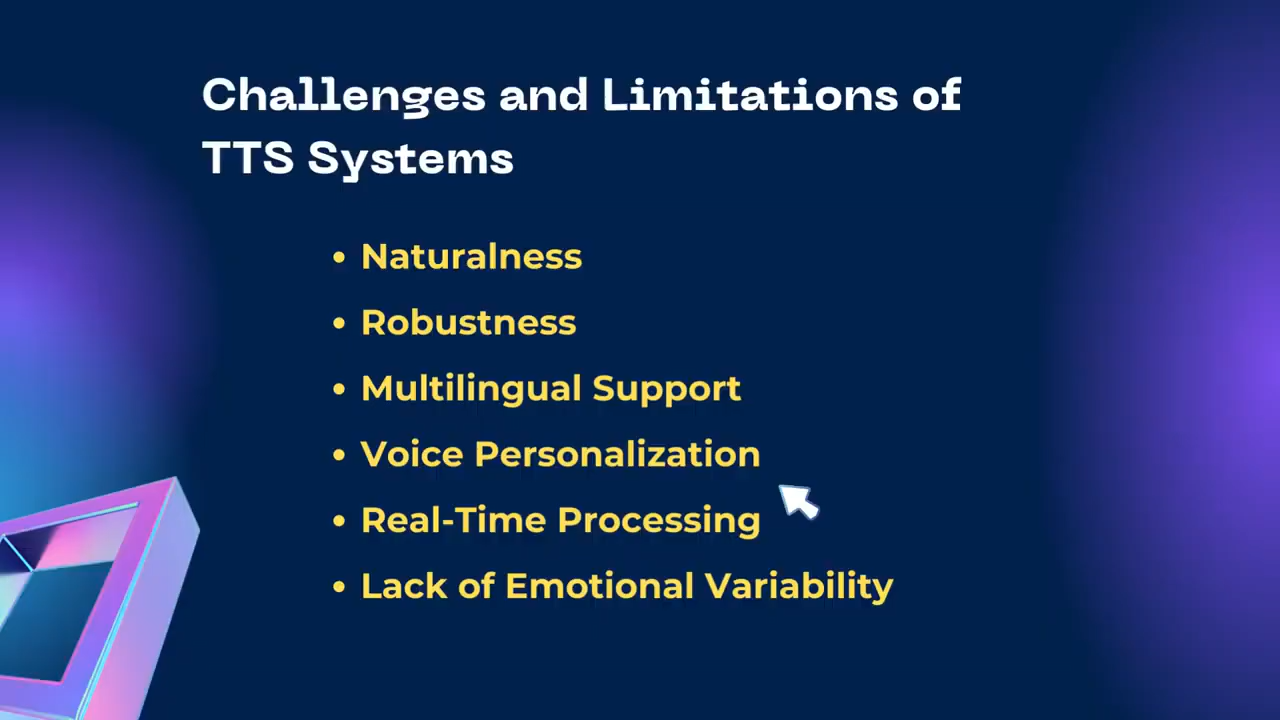 Challenges and Limitations of
TTS Systems
• Naturalness
• Robustness
• Multilingual Support
• Voice Personalization
• Real-Time Processing
• Lack of Emotional Variability